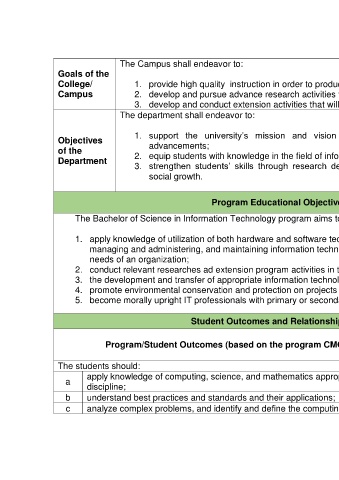 The Campus shall endeavor to:
Goals of the
College/
Campus
1. provide high quality instruction in order to produ
2. develop and pursue advance research activities
3. develop and conduct extension activities that will
The department shall endeavor to:
Objectives
of the
Department
1. support the university's mission and vision
advancements;
2. equip students with knowledge in the field of info
3. strengthen students' skills through research de
social growth.
Program Educational Objective
The Bachelor of Science in Information Technology program aims to
1. apply knowledge of utilization of both hardware and software tec
managing and administering, and maintaining information techn
needs of an organization;
2. conduct relevant researches ad extension program activities in t
3. the development and transfer of appropriate information technol
4. promote environmental conservation and protection on projects
5. become morally upright IT professionals with primary or second
Student Outcomes and Relationship
Program/Student Outcomes (based on the program CMO
The students should:
a apply knowledge of computing, science, and mathematics appro
discipline;
b understand best practices and standards and their applications;
c analyze complex problems, and identify and define the computin